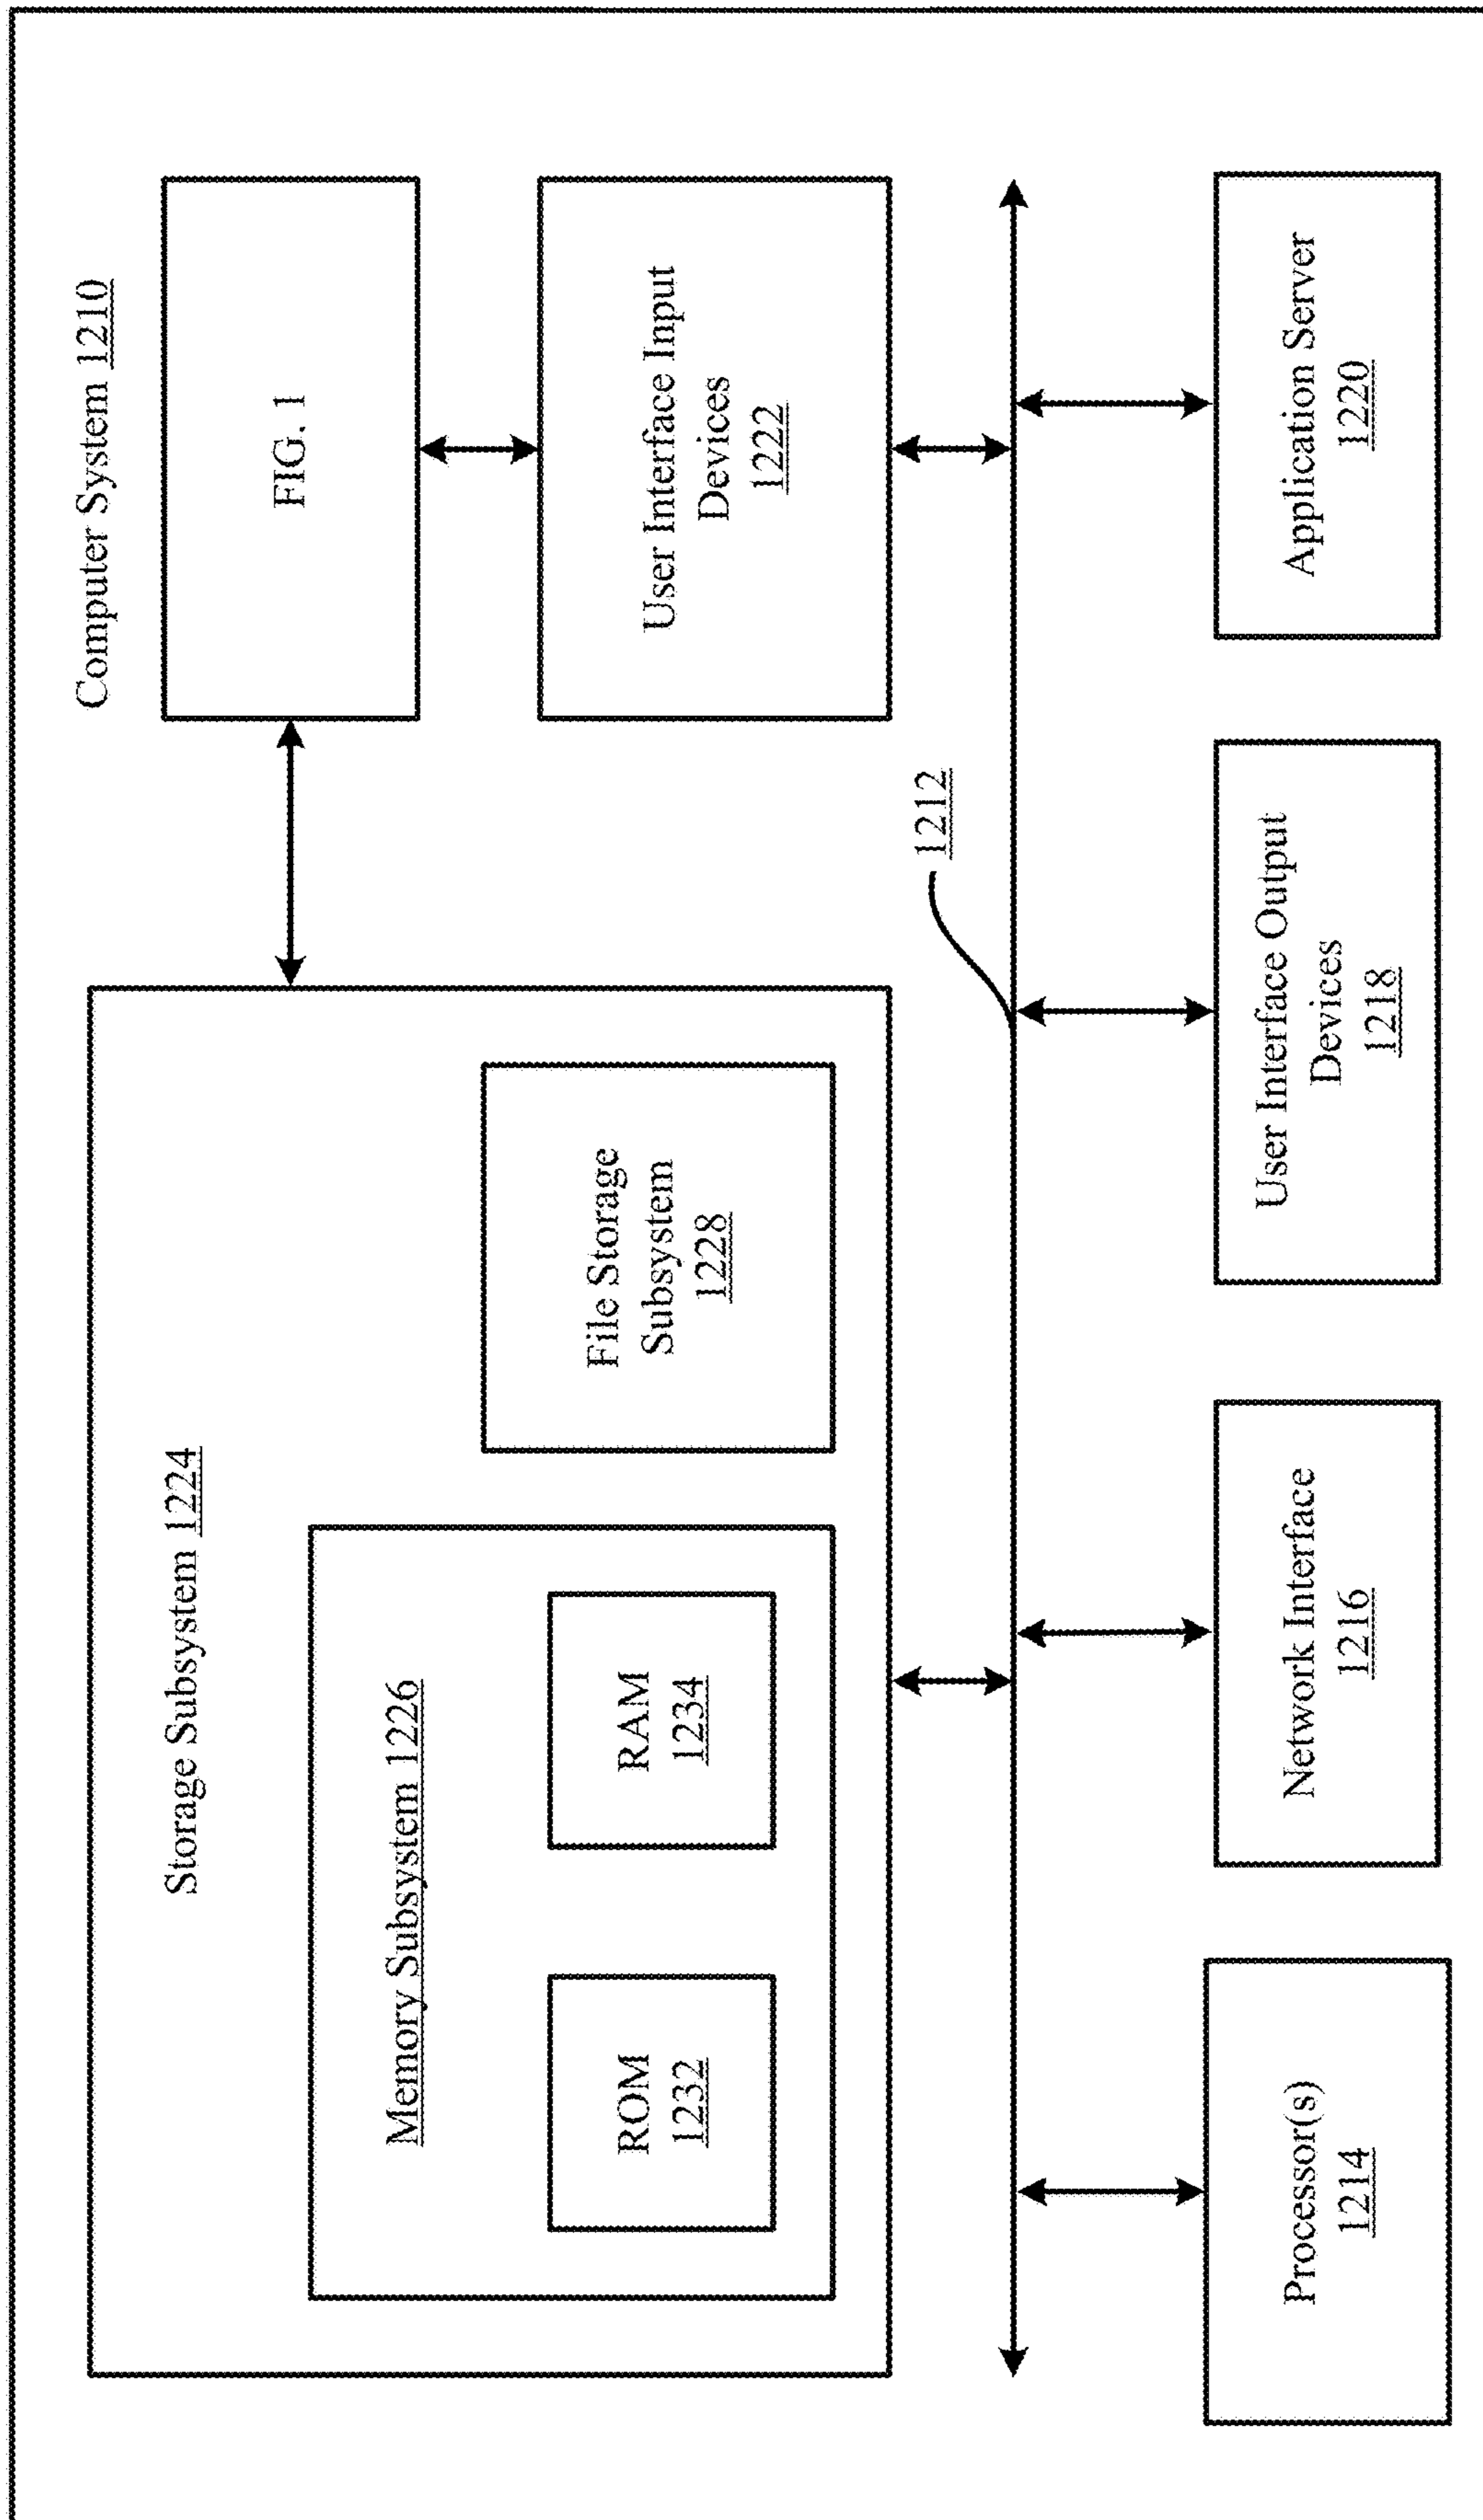 Computer System 1210
Storage Subsystem 1224
Memory Subsystem 1226
ROM
1232
RAM
1234
File Storage
Subsystem
1228
FIG. 1
User Interface Input
Devices
1222
1212
Processor(s)
1214
Network Interface
1216
User Interface Output
Devices
1218
Application Server
1220